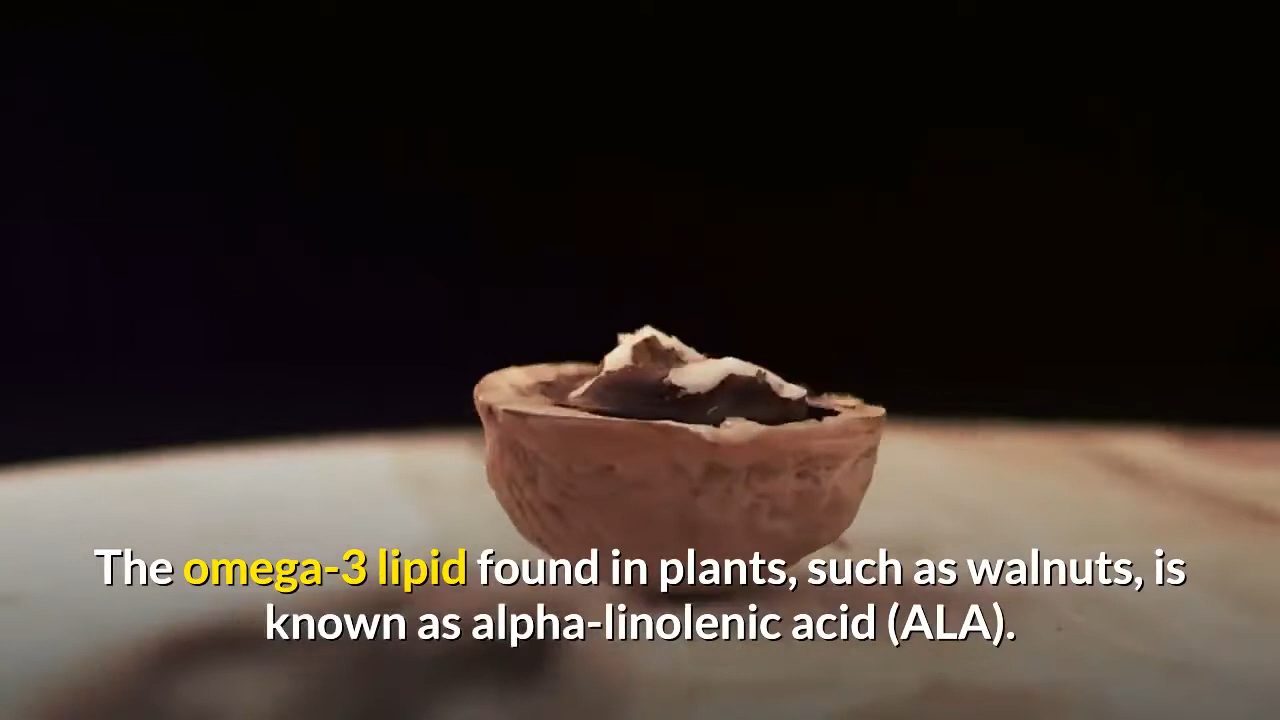 The omega-3 lipid found in plants, such as walnuts, is
known as alpha-linolenic acid (ALA).